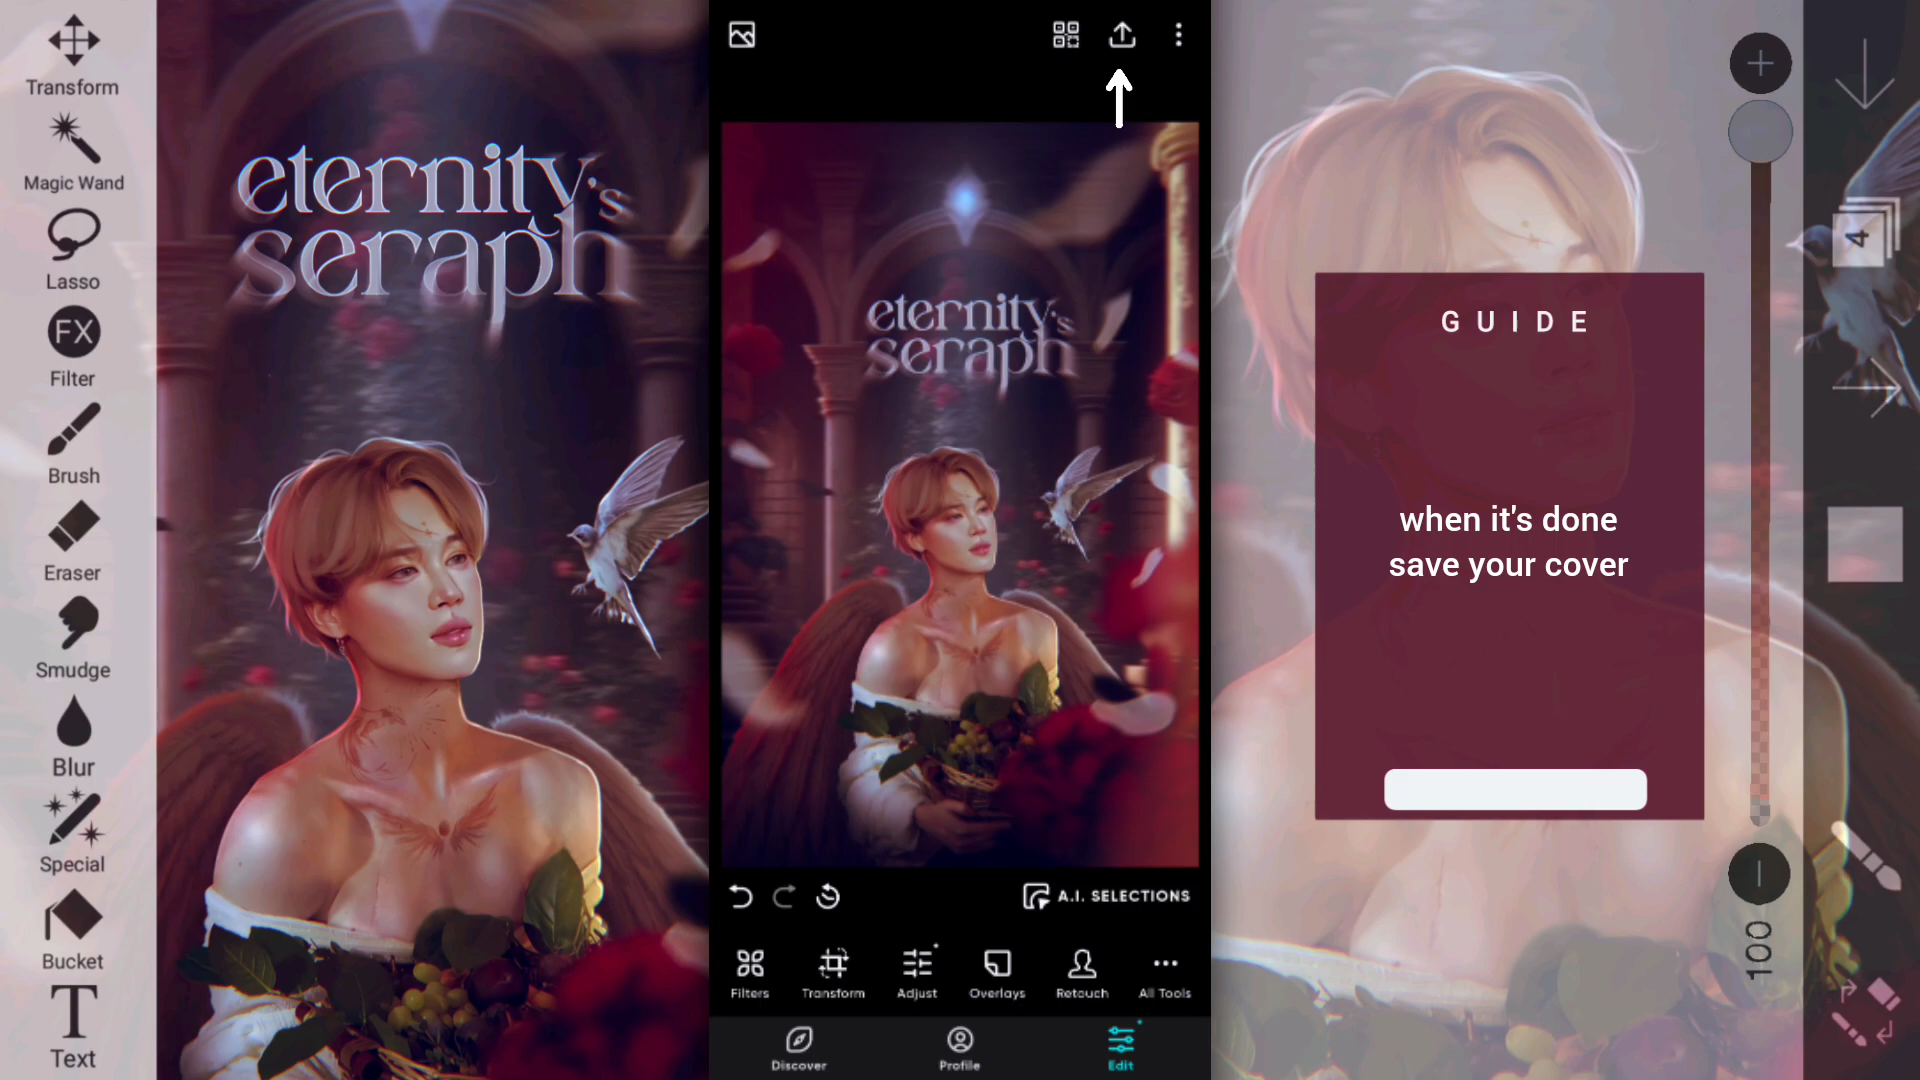 Transform
Magic Wand
Lasso
FX
Filter
Brush
Eraser
Smudge
Blur
Special
Bucket
T
Text
eternity's
seraph
eternity's
seraph
A.I. SELECTIONS
Filters
Transform
Adjust
Overlays
Retouch
All Tools
Discover
Profile
Edit
GUIDE
when it's done
save your cover
4
100